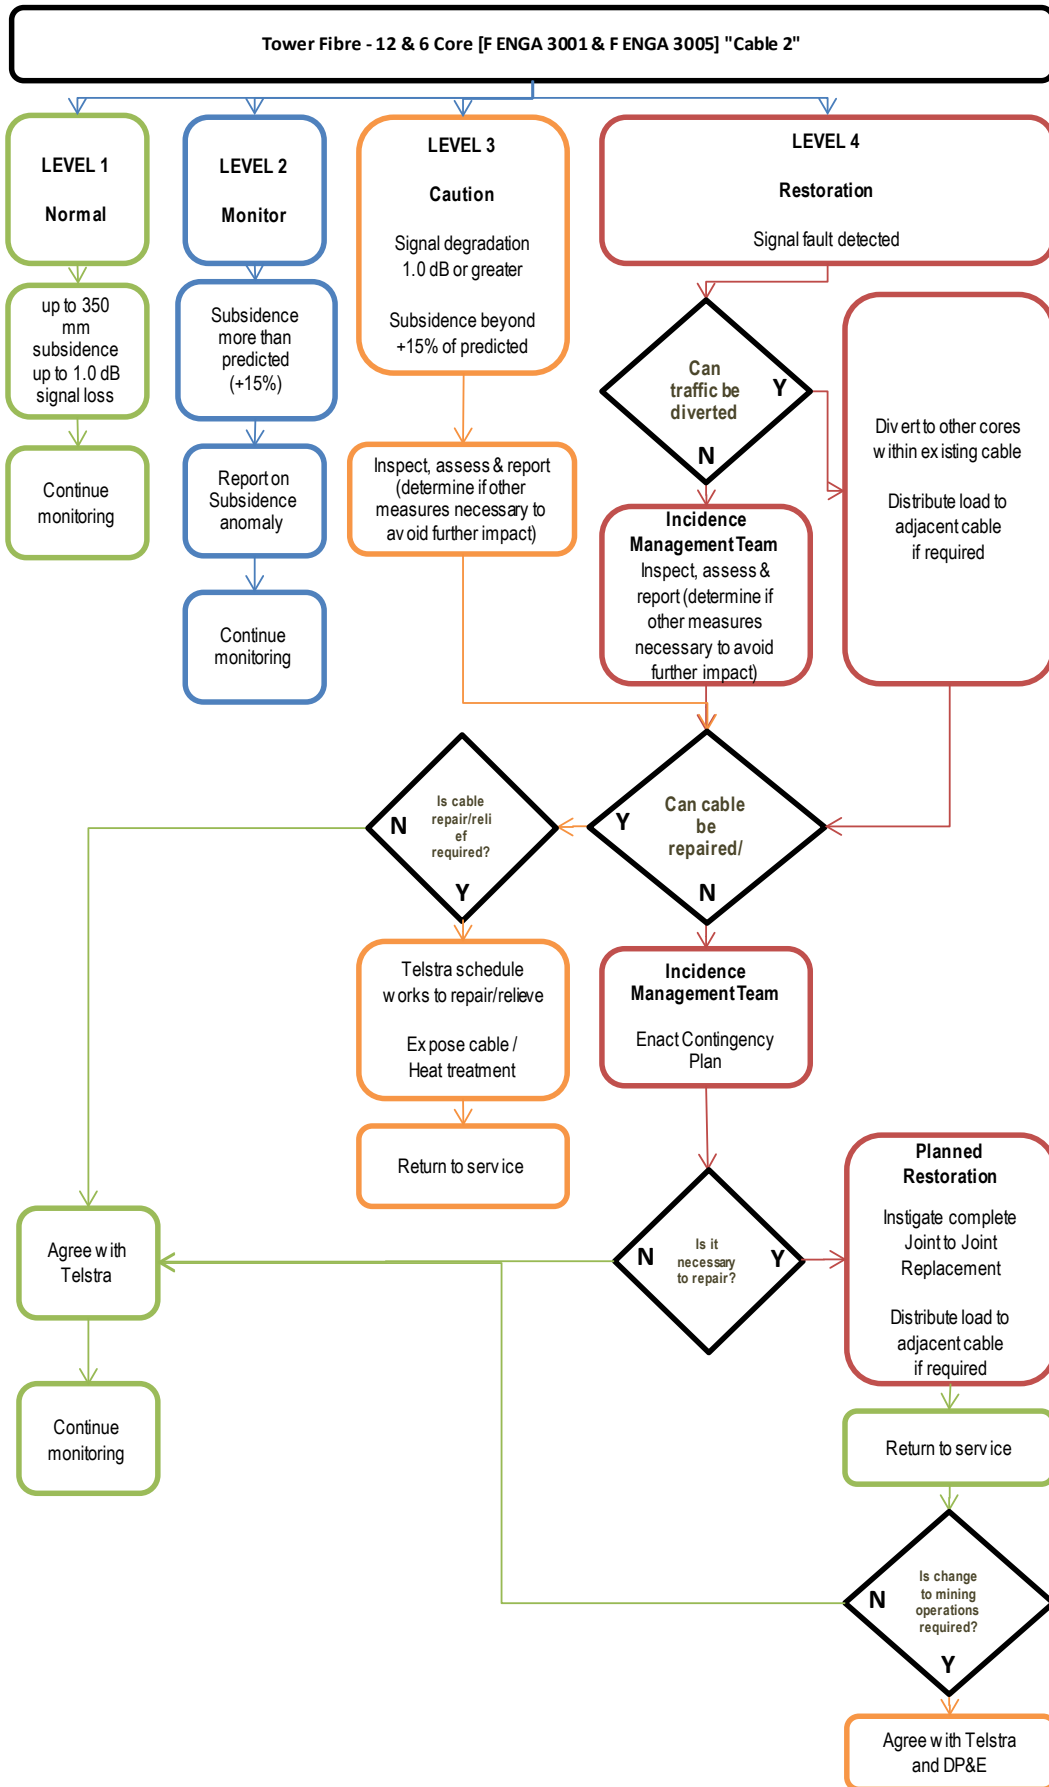 Tower Fibre - 12 & 6 Core [F ENGA 3001 & F ENGA 3005] "Cable 2"
LEVEL 1
Normal
LEVEL 2
Monitor
LEVEL 3
Caution
Signal degradation
1.0 dB or greater
Subsidence beyond
+15% of predicted
LEVEL 4
Restoration
Signal fault detected
up to 350
mm
subsidence
up to 1.0 dB
signal loss
Subsidence
more than
predicted
(+15%)
Can
traffic be
diverted
Y
N
Divert to other cores
within existing cable
Distribute load to
adjacent cable
if required
Continue
monitoring
Report on
Subsidence
anomaly
Inspect, assess & report
(determine if other
measures necessary to
avoid further impact)
Incidence
Management Team
Inspect, assess &
report (determine if
other measures
necessary to avoid
further impact)
Continue
monitoring
Is cable
repair/reli
ef
required?
N
Y
Can cable
be
repaired/
Y
N
Telstra schedule
works to repair/relieve
Expose cable /
Heat treatment
Incidence
Management Team
Enact Contingency
Plan
Return to service
Planned
Restoration
Instigate complete
Joint to Joint
Replacement
Distribute load to
adjacent cable
if required
Agree with
Telstra
N
Is it
necessary
to repair?
Y
Continue
monitoring
Return to service
N
Is change
to mining
operations
required?
Y
Agree with Telstra
and DP&E